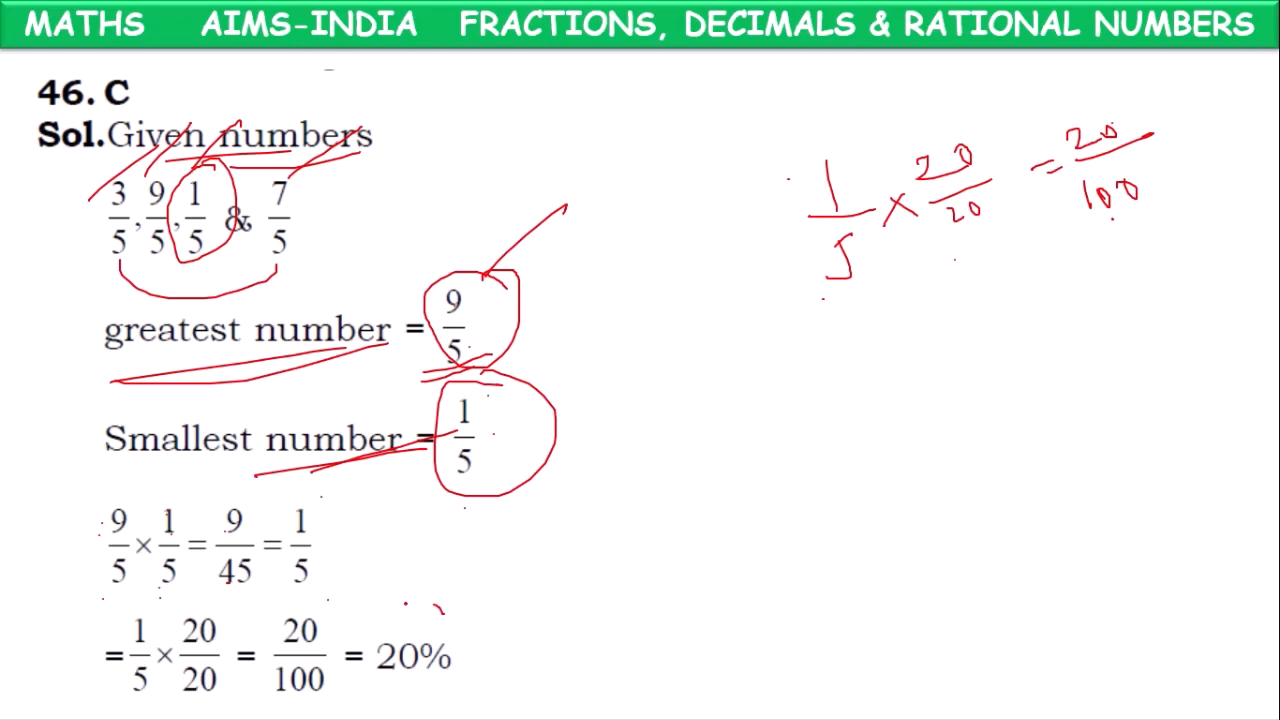 MATHS AIMS-INDIA FRACTIONS, DECIMALS & RATIONAL NUMBERS
46. C
Sol.Given numbers
3/5, 9/5, 1/5 & 7/5
greatest number = 9/5
Smallest number = 1/5
9/5 × 1/5 = 9/45 = 1/5
= 1/5 × 20/20 = 20/100 = 20%
1/5 × 20/20 = 20/100